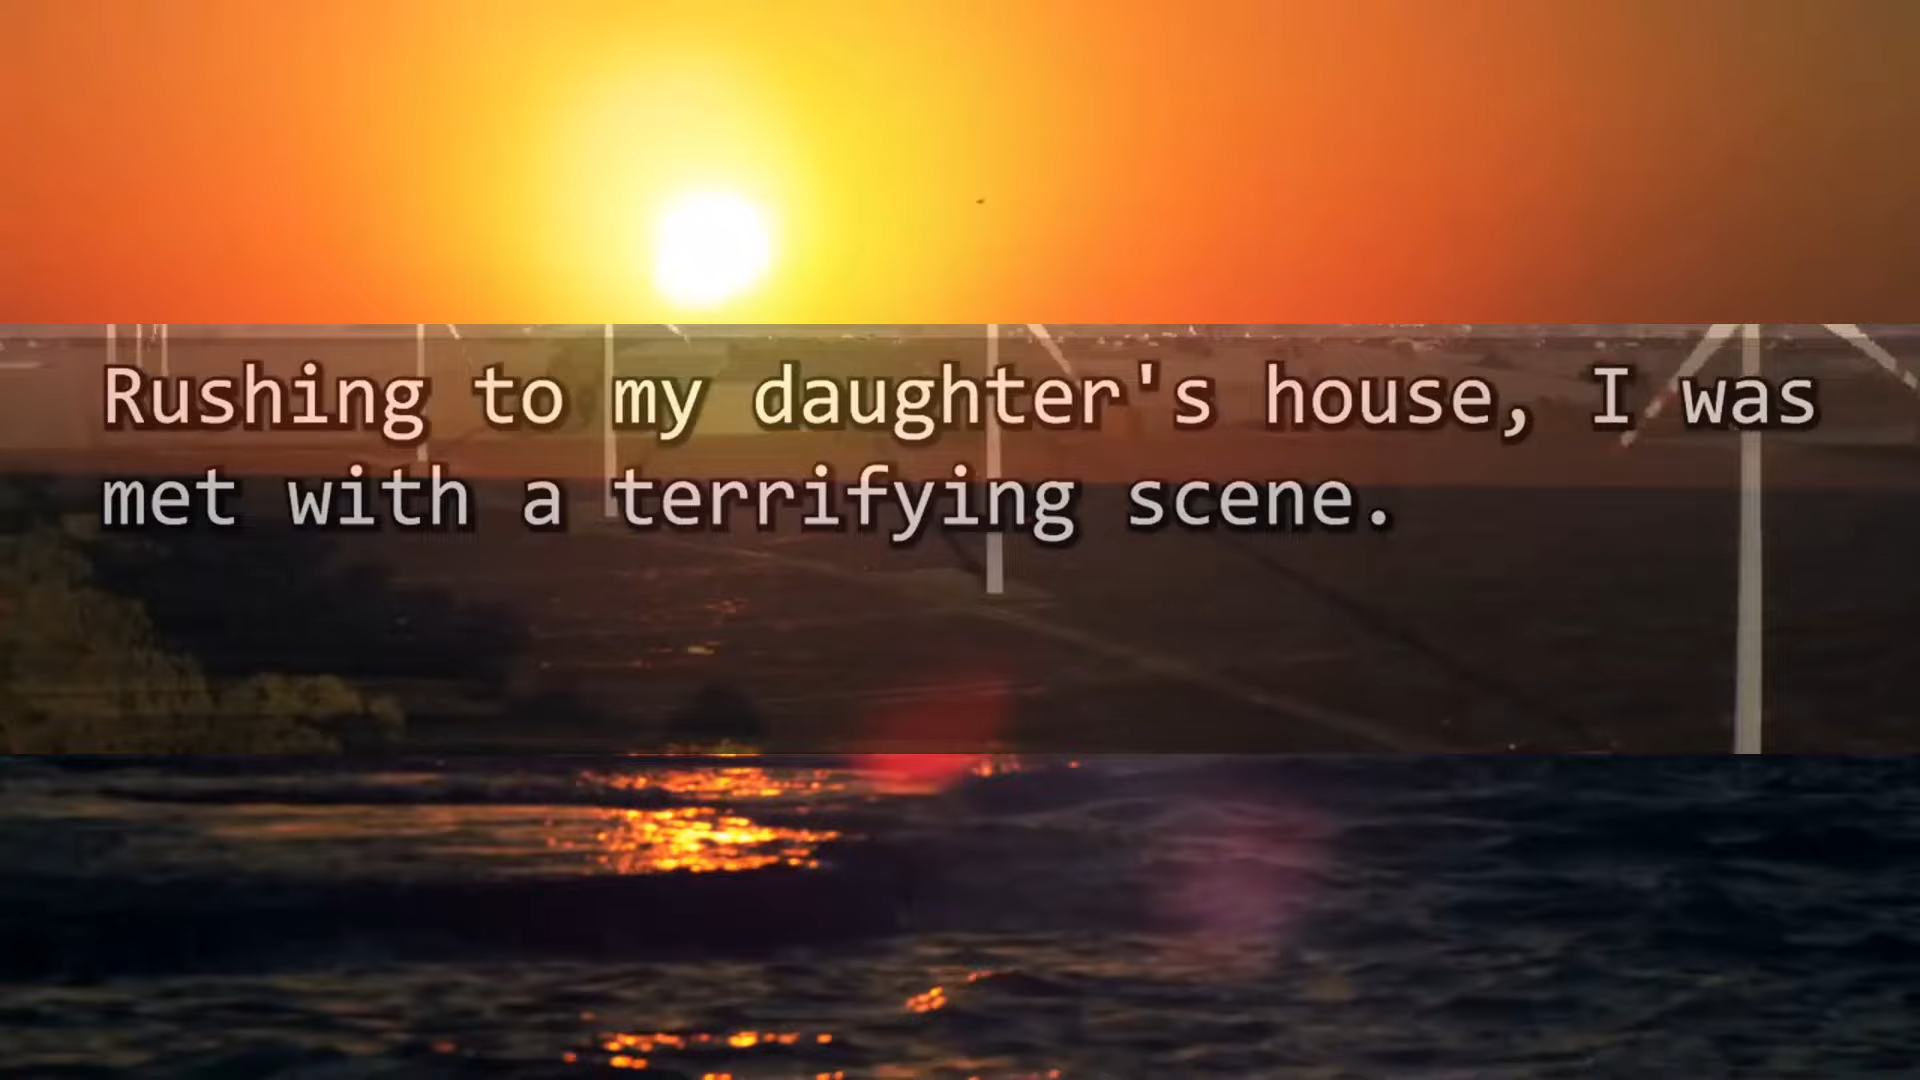 Rushing to my daughter's house, I was
met with a terrifying scene.